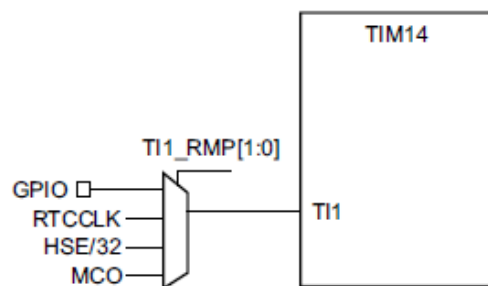 TIM14
TI1_RMP[1:0]
GPIO
RTCCLK
TI1
HSE/32
MCO